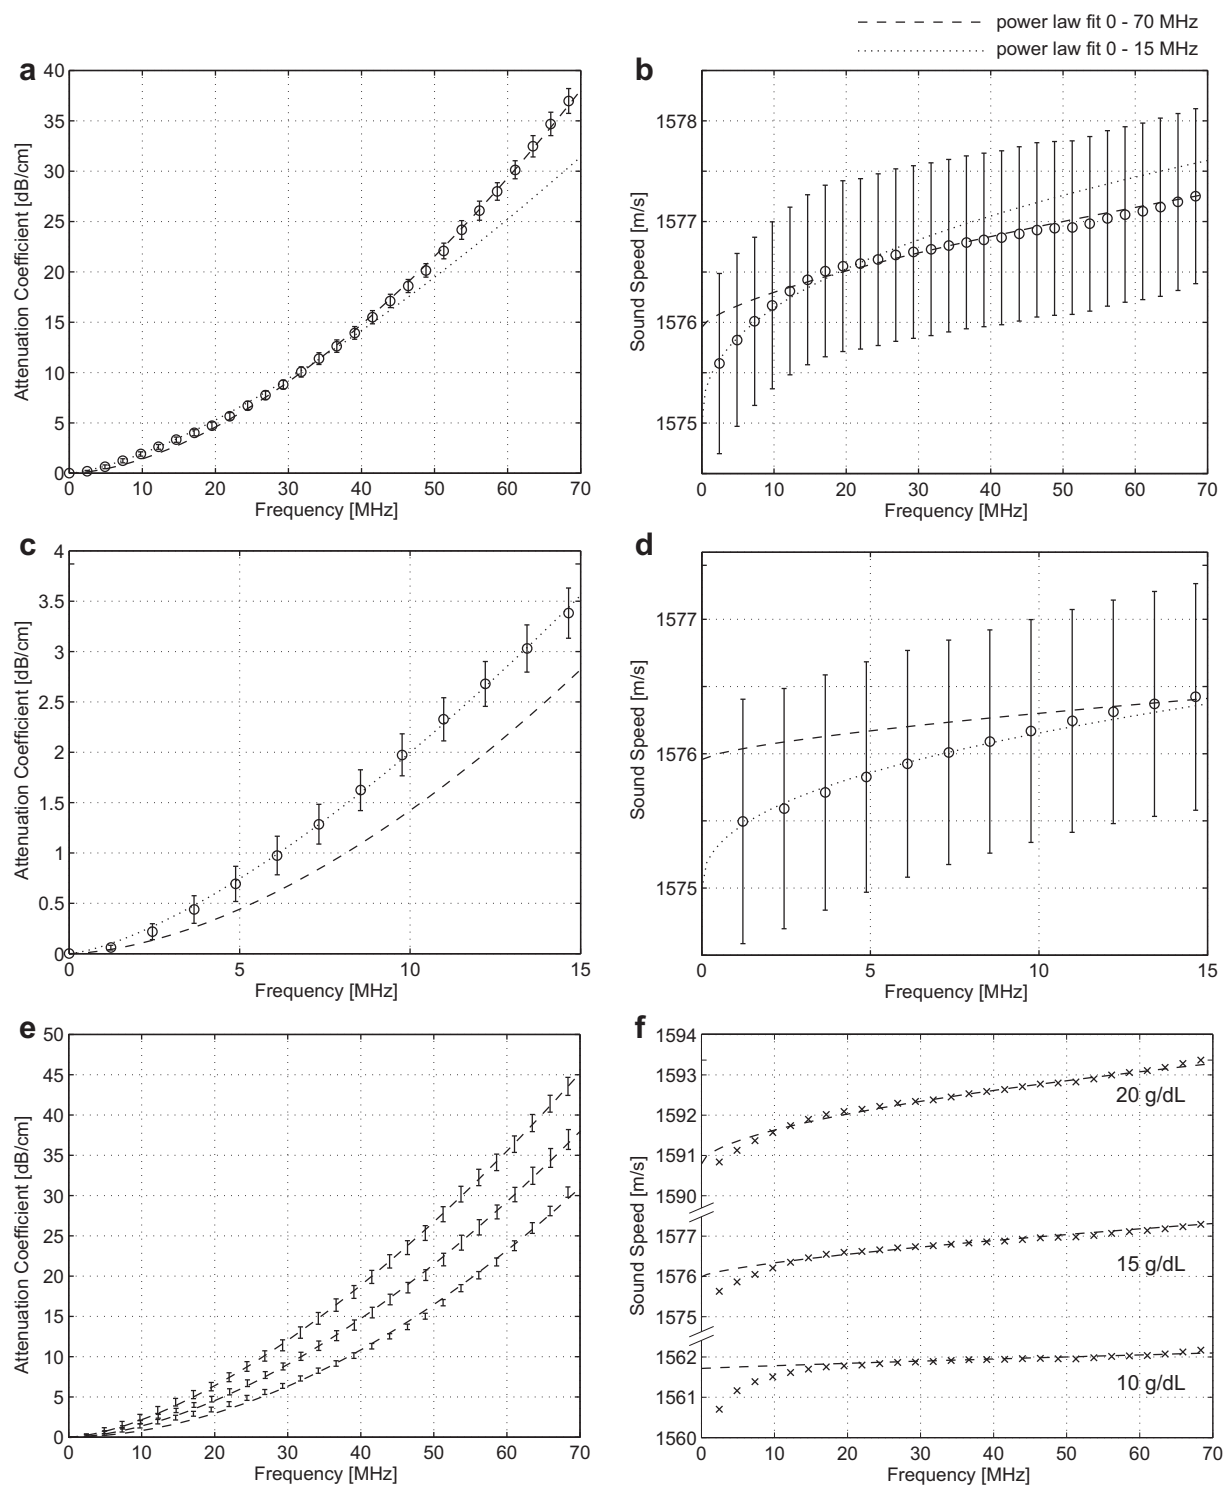 power law fit 0 - 70 MHz
power law fit 0 - 15 MHz
a
40
35
30
25
20
15
10
5
0
Attenuation Coefficient [dB/cm]
0 10 20 30 40 50 60 70
Frequency [MHz]
b
1578
1577
1576
1575
Sound Speed [m/s]
0 10 20 30 40 50 60 70
Frequency [MHz]
c
4
3.5
3
2.5
2
1.5
1
0.5
0
Attenuation Coefficient [dB/cm]
0 5 10 15
Frequency [MHz]
d
1577
1576
1575
Sound Speed [m/s]
0 5 10 15
Frequency [MHz]
e
50
45
40
35
30
25
20
15
10
5
0
Attenuation Coefficient [dB/cm]
0 10 20 30 40 50 60 70
Frequency [MHz]
f
1594
1593
1592
1591
1590
1577
1576
1575
1562
1561
1560
Sound Speed [m/s]
20 g/dL
15 g/dL
10 g/dL
0 10 20 30 40 50 60 70
Frequency [MHz]